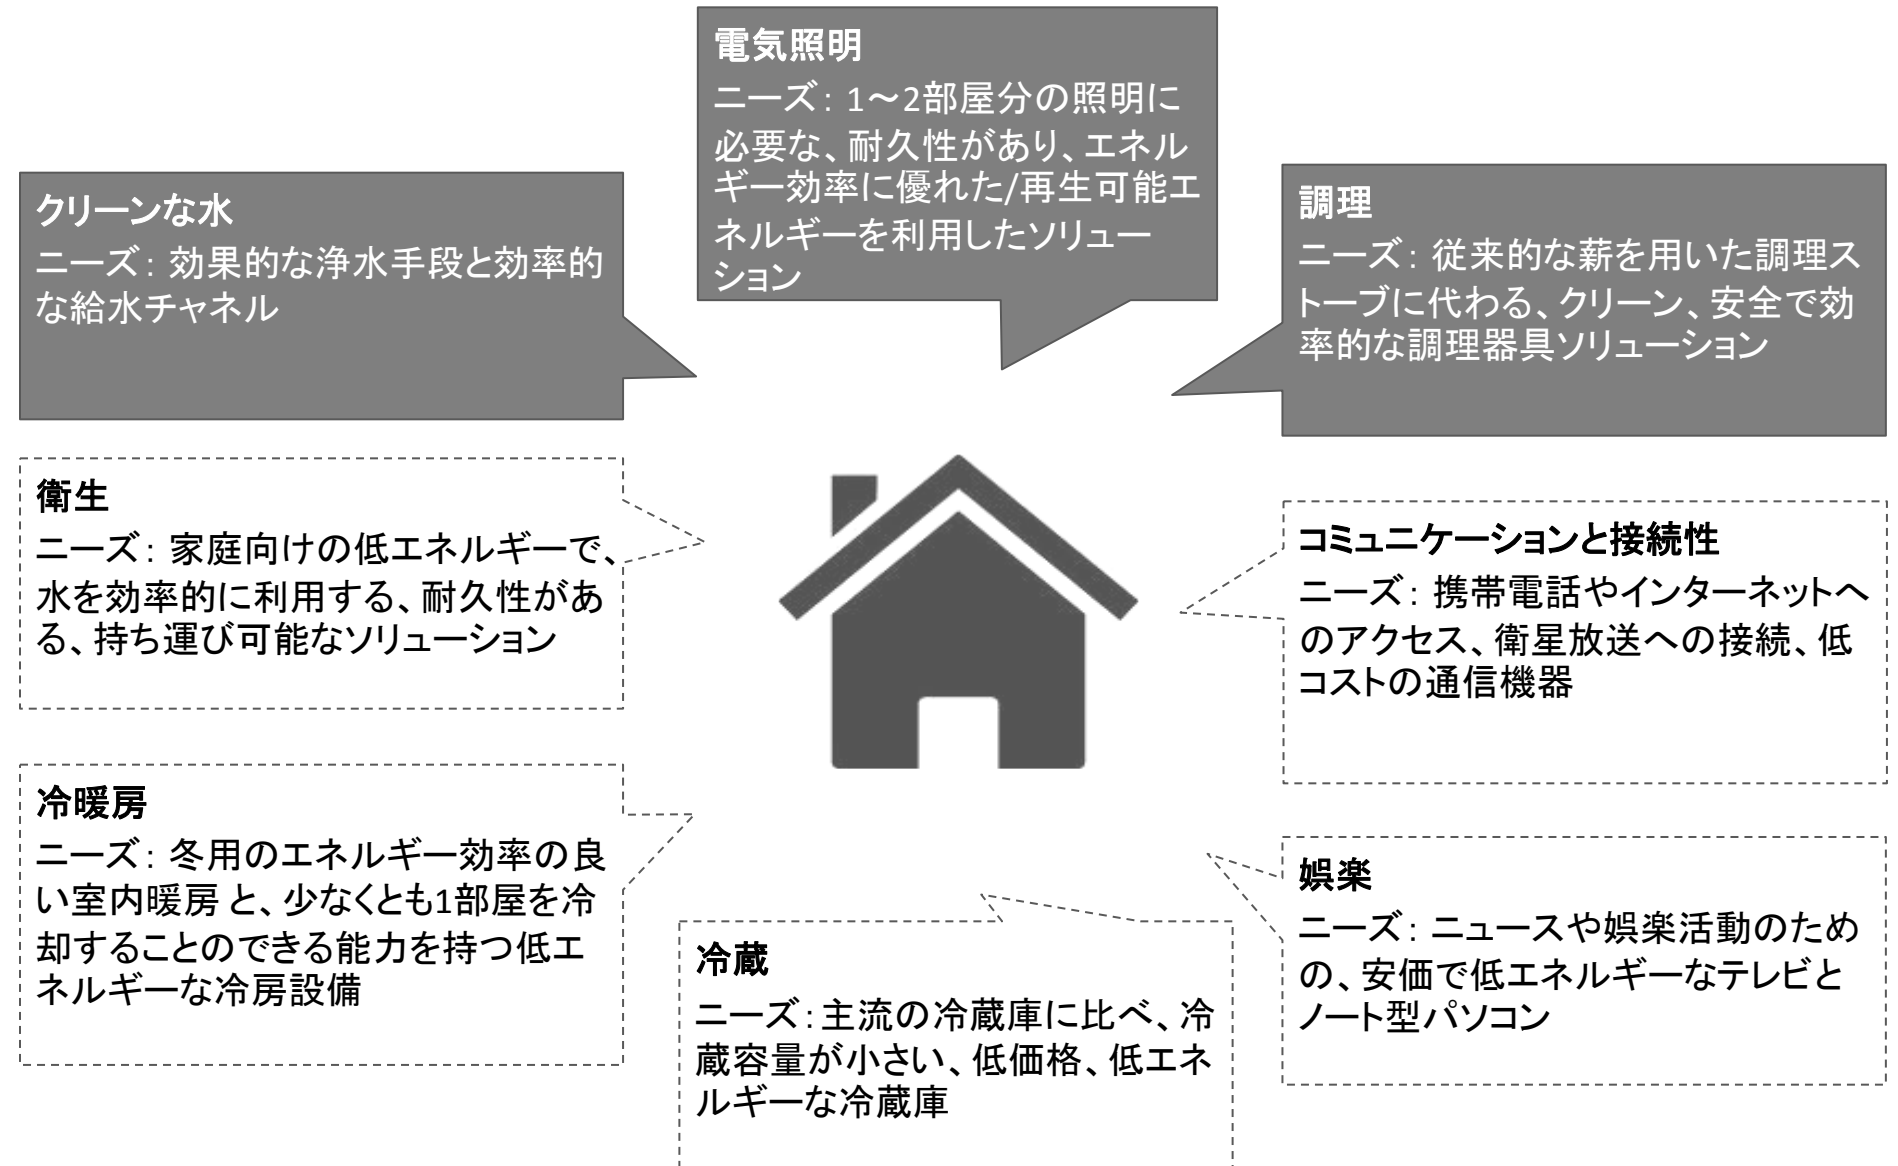 電気照明
ニーズ: 1～2部屋分の照明に
必要な、耐久性があり、エネル
ギー効率に優れた/再生可能エ
ネルギーを利用したソリュー
ション
クリーンな水
ニーズ: 効果的な浄水手段と効率的
な給水チャネル
調理
ニーズ: 従来的な薪を用いた調理ス
トーブに代わる、クリーン、安全で効
率的な調理器具ソリューション
衛生
ニーズ: 家庭向けの低エネルギーで、
水を効率的に利用する、耐久性があ
る、持ち運び可能なソリューション
コミュニケーションと接続性
ニーズ: 携帯電話やインターネットへ
のアクセス、衛星放送への接続、低
コストの通信機器
冷暖房
ニーズ: 冬用のエネルギー効率の良
い室内暖房 と、少なくとも1部屋を冷
却することのできる能力を持つ低エ
ネルギーな冷房設備
冷蔵
ニーズ: 主流の冷蔵庫に比べ、冷
蔵容量が小さい、低価格、低エネ
ルギーな冷蔵庫
娯楽
ニーズ: ニュースや娯楽活動のため
の、安価で低エネルギーなテレビと
ノート型パソコン